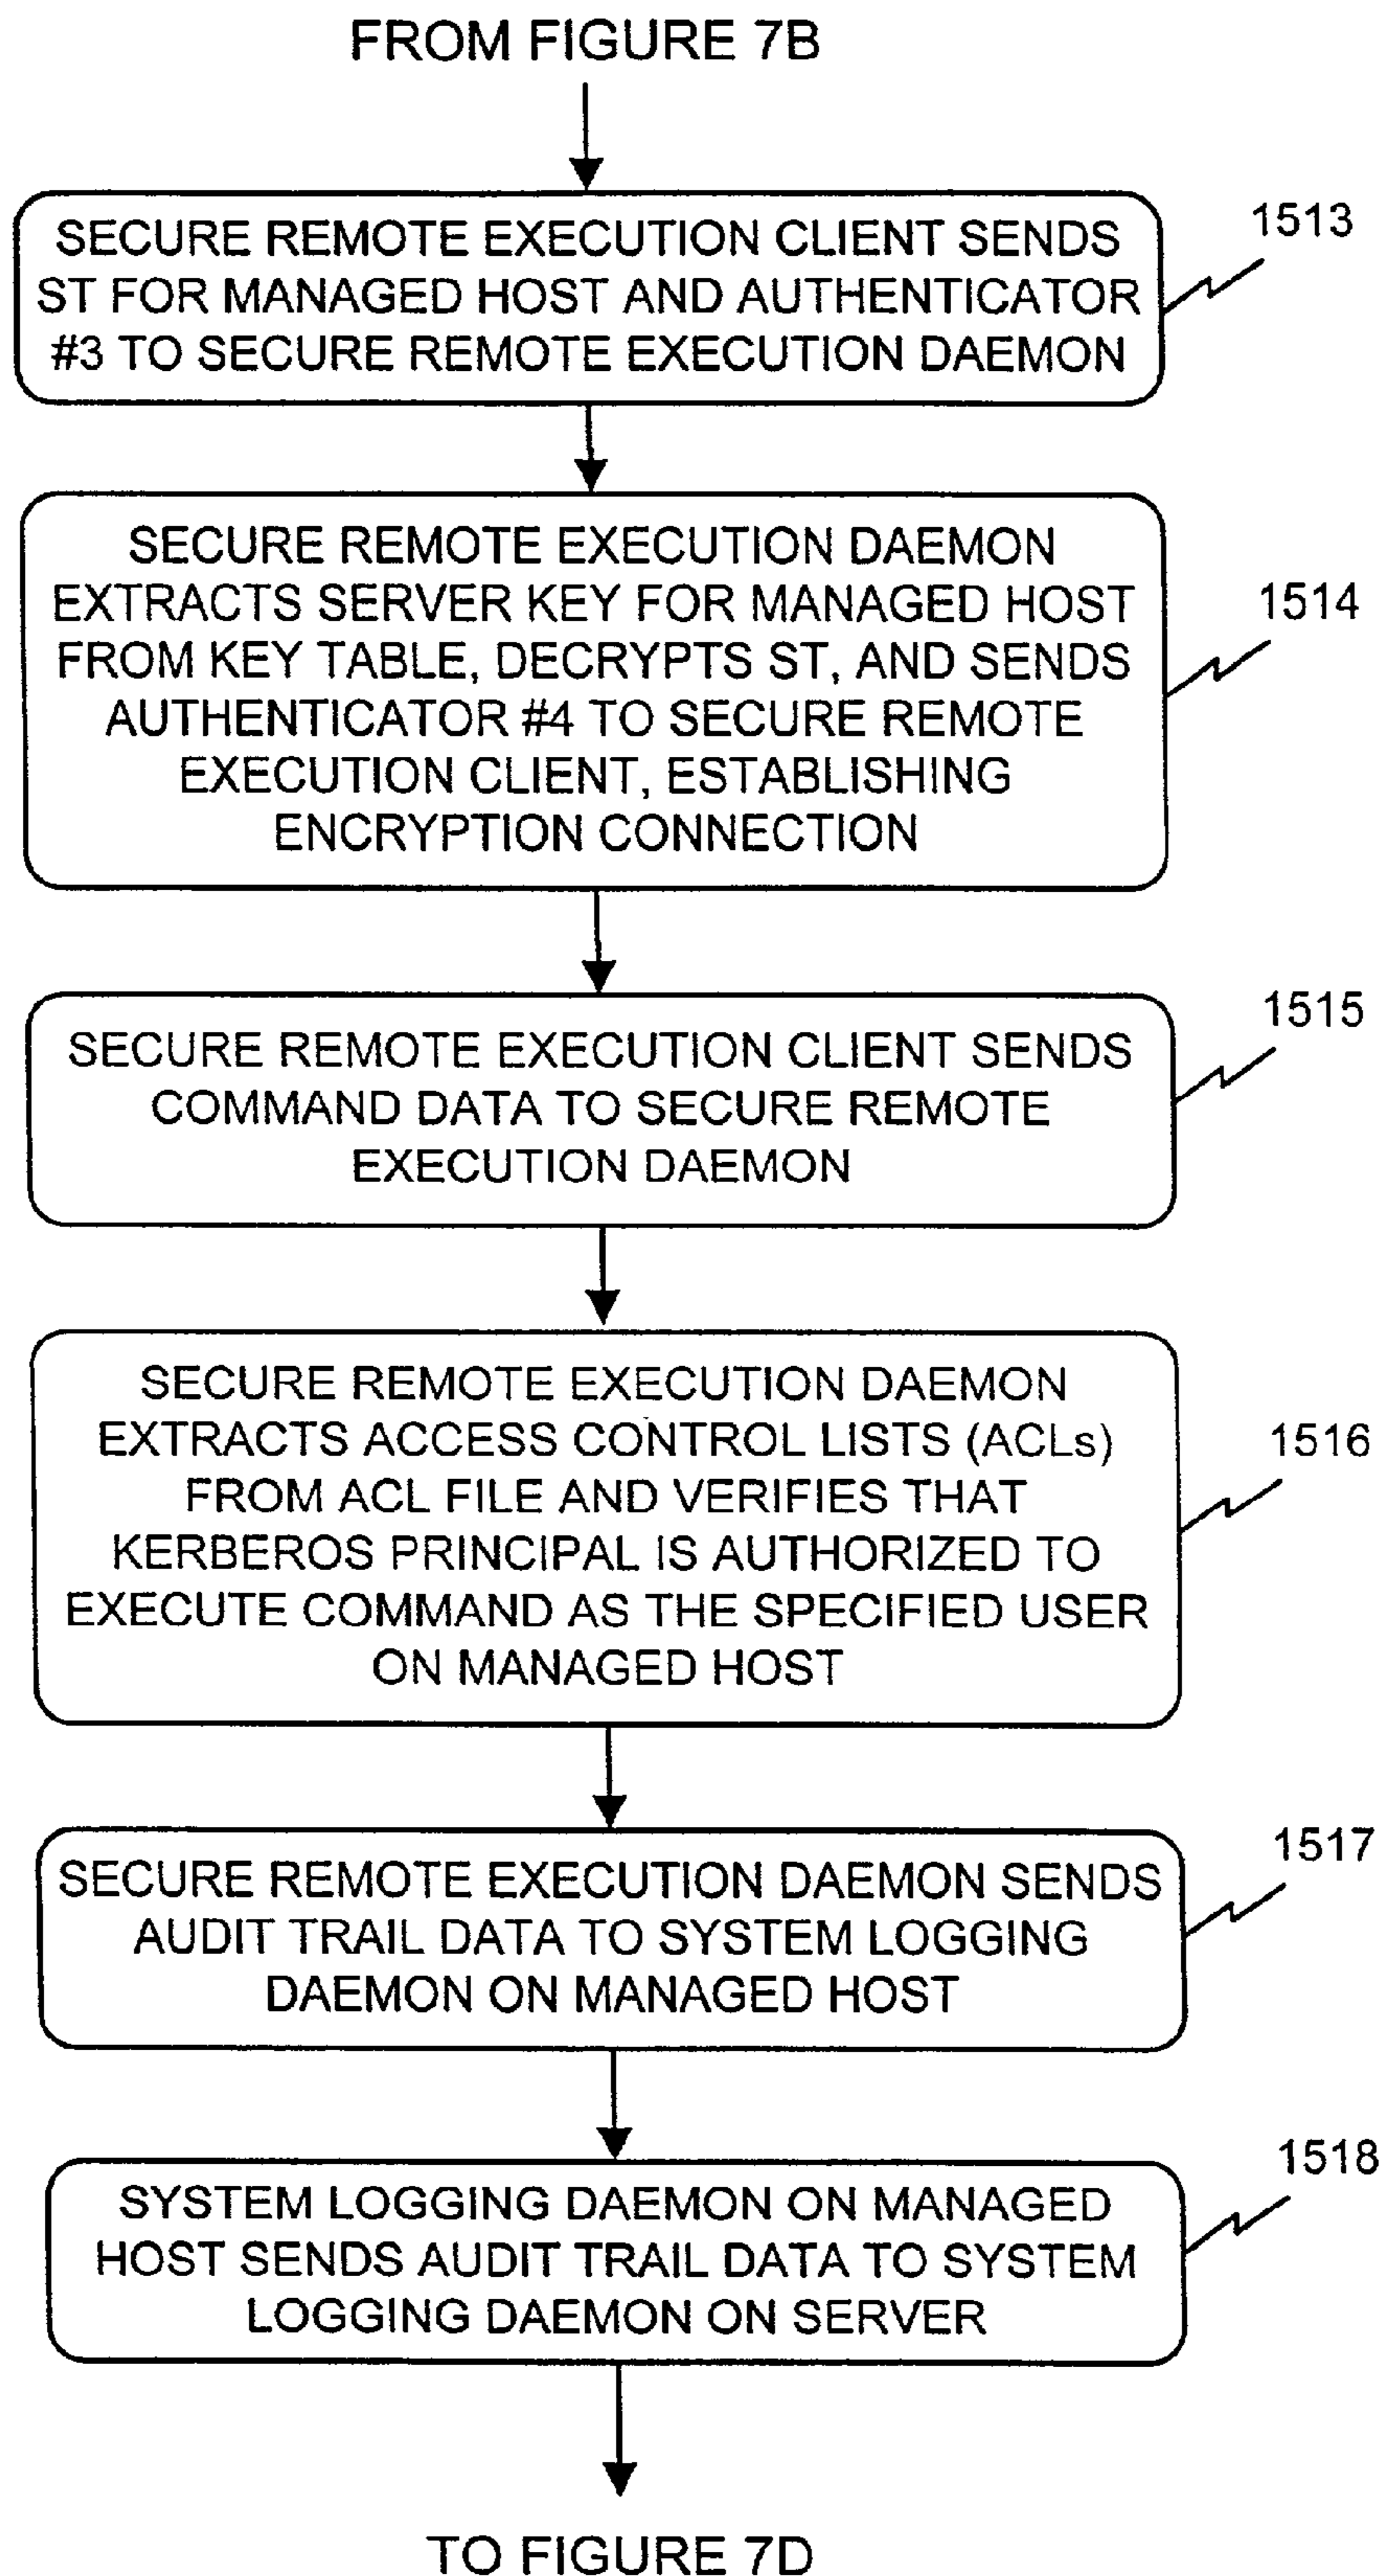 FROM FIGURE 7B
SECURE REMOTE EXECUTION CLIENT SENDS
ST FOR MANAGED HOST AND AUTHENTICATOR
#3 TO SECURE REMOTE EXECUTION DAEMON
1513
SECURE REMOTE EXECUTION DAEMON
EXTRACTS SERVER KEY FOR MANAGED HOST
FROM KEY TABLE, DECRYPTS ST, AND SENDS
AUTHENTICATOR #4 TO SECURE REMOTE
EXECUTION CLIENT, ESTABLISHING
ENCRYPTION CONNECTION
1514
SECURE REMOTE EXECUTION CLIENT SENDS
COMMAND DATA TO SECURE REMOTE
EXECUTION DAEMON
1515
SECURE REMOTE EXECUTION DAEMON
EXTRACTS ACCESS CONTROL LISTS (ACLs)
FROM ACL FILE AND VERIFIES THAT
KERBEROS PRINCIPAL IS AUTHORIZED TO
EXECUTE COMMAND AS THE SPECIFIED USER
ON MANAGED HOST
1516
SECURE REMOTE EXECUTION DAEMON SENDS
AUDIT TRAIL DATA TO SYSTEM LOGGING
DAEMON ON MANAGED HOST
1517
SYSTEM LOGGING DAEMON ON MANAGED
HOST SENDS AUDIT TRAIL DATA TO SYSTEM
LOGGING DAEMON ON SERVER
1518
TO FIGURE 7D